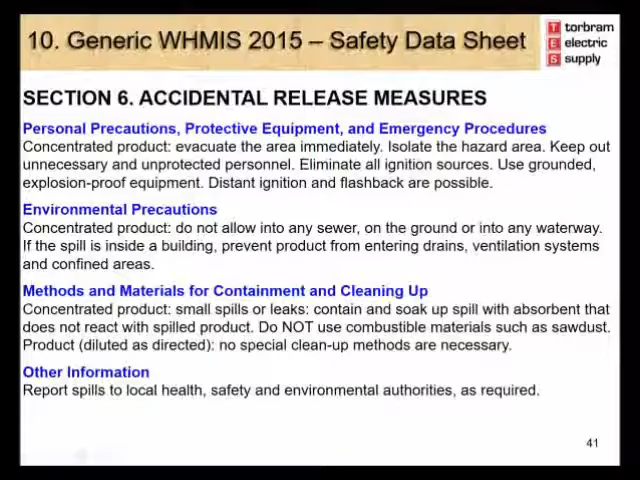 10. Generic WHMIS 2015 – Safety Data Sheet
T torbram
E electric
S supply
SECTION 6. ACCIDENTAL RELEASE MEASURES
Personal Precautions, Protective Equipment, and Emergency Procedures
Concentrated product: evacuate the area immediately. Isolate the hazard area. Keep out
unnecessary and unprotected personnel. Eliminate all ignition sources. Use grounded,
explosion-proof equipment. Distant ignition and flashback are possible.
Environmental Precautions
Concentrated product: do not allow into any sewer, on the ground or into any waterway.
If the spill is inside a building, prevent product from entering drains, ventilation systems
and confined areas.
Methods and Materials for Containment and Cleaning Up
Concentrated product: small spills or leaks: contain and soak up spill with absorbent that
does not react with spilled product. Do NOT use combustible materials such as sawdust.
Product (diluted as directed): no special clean-up methods are necessary.
Other Information
Report spills to local health, safety and environmental authorities, as required.
41